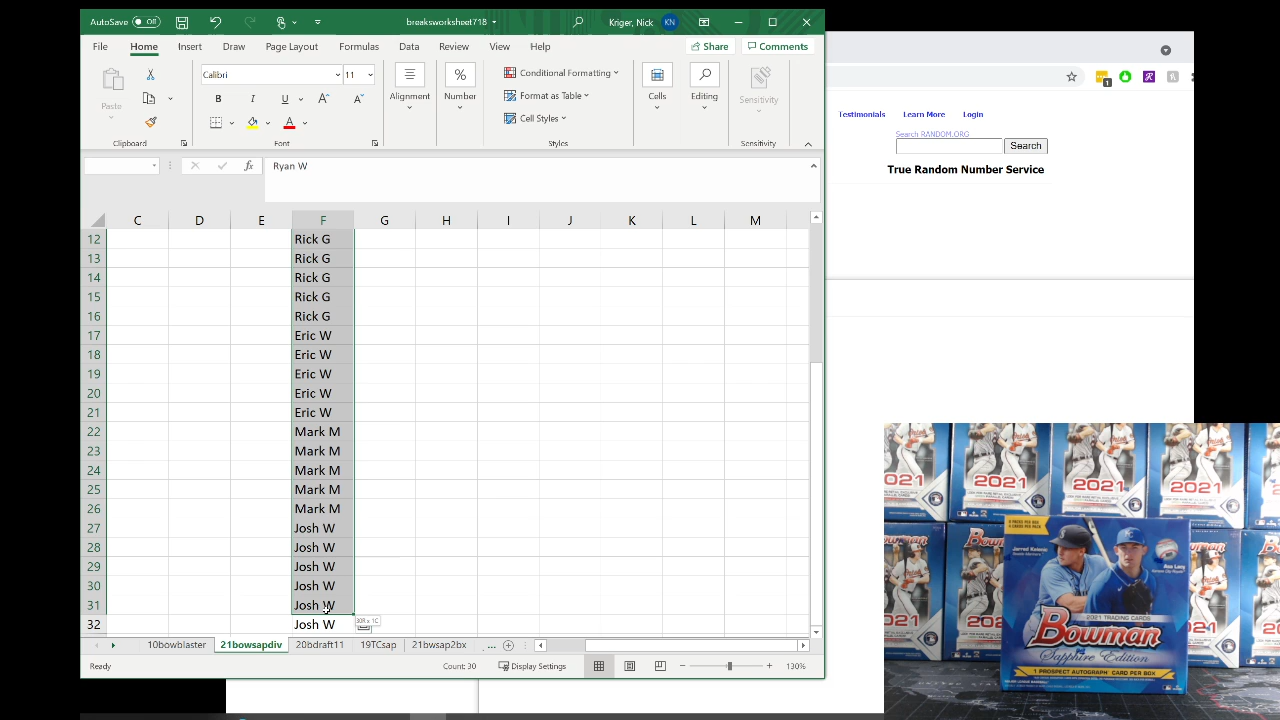 AutoSave Off breaksworksheet718 Kriger, Nick KN
File Home Insert Draw Page Layout Formulas Data Review View Help Share Comments
Paste Calibri 11 B I U A A A Alignment % Number Conditional Formatting Format as Table Cell Styles Cells Editing Sensitivity
Clipboard Font Styles Sensitivity
fx Ryan W
C D E F G H I J K L M
12 Rick G
13 Rick G
14 Rick G
15 Rick G
16 Rick G
17 Eric W
18 Eric W
19 Eric W
20 Eric W
21 Eric W
22 Mark M
23 Mark M
24 Mark M
25 Mark M
26 Mark M
27 Josh W
28 Josh W
29 Josh W
30 Josh W
31 Josh W
30R x 1C
32 Josh W
10bowblaster 21bowsapdiv
Ready Count: 30 Display Settings 130%
1
Testimonials Learn More Login
Search RANDOM.ORG
Search
True Random Number Service
2021 2021 2021
2021 TRADING CARDS
Bowman
Sapphire Edition
1 PROSPECT AUTOGRAPH CARD PER BOX